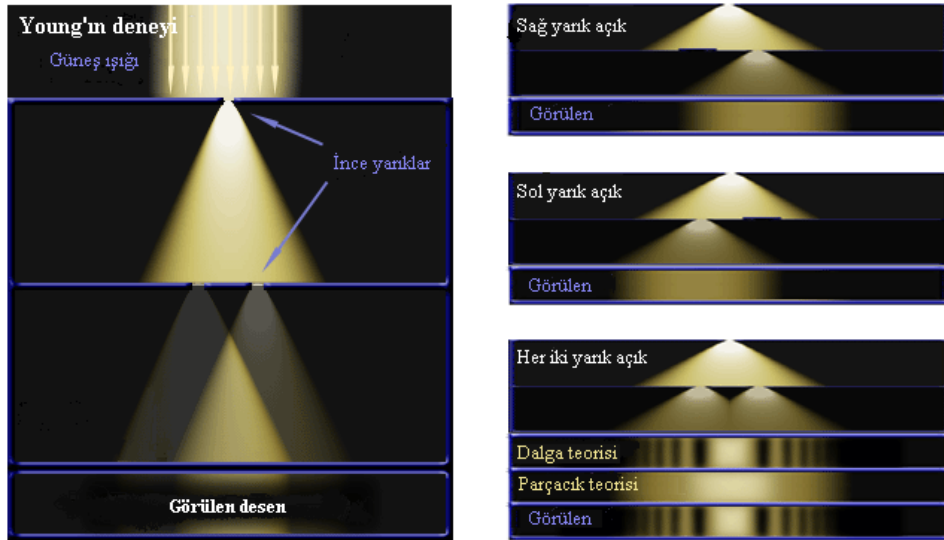 Young'ın deneyi
Güneş ışığı
İnce yarıklar
Görülen desen
Sağ yarık açık
Görülen
Sol yarık açık
Görülen
Her iki yarık açık
Dalga teorisi
Parçacık teorisi
Görülen